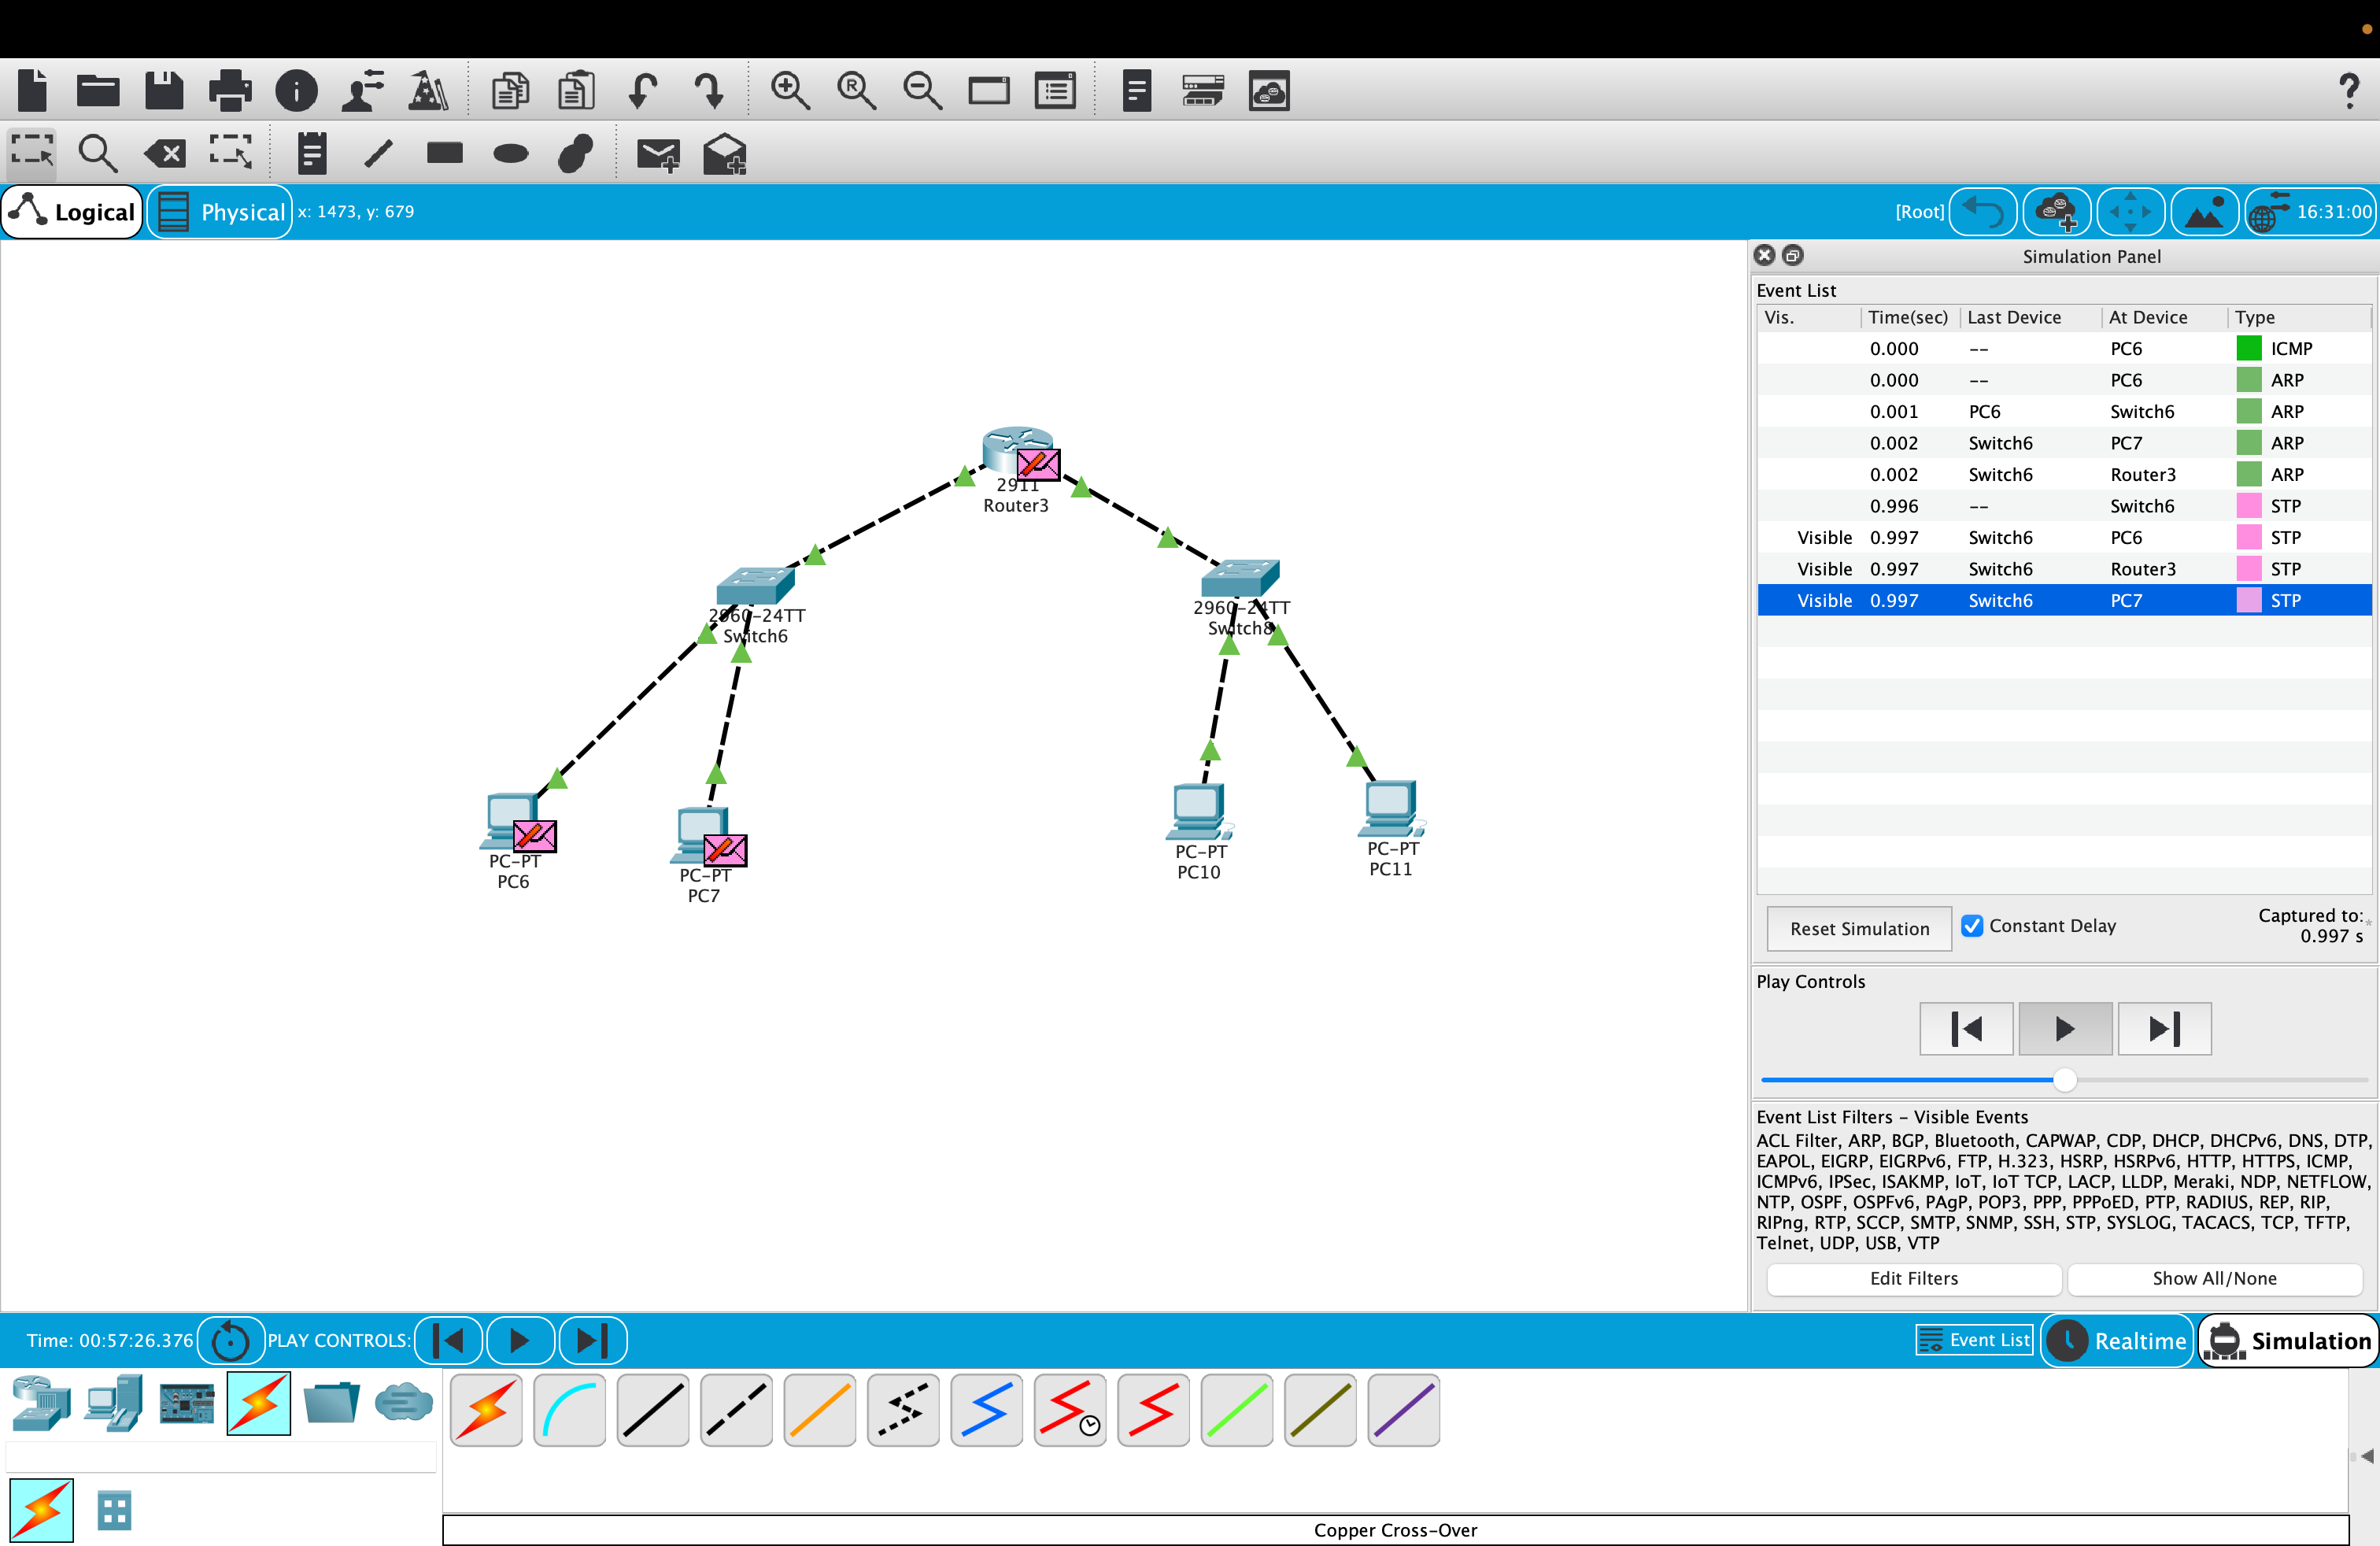 ?
Logical
Physical
x: 1473, y: 679
[Root]
16:31:00
2911
Router3
2960-24TT
Switch6
2960-24TT
Switch8
PC-PT
PC6
PC-PT
PC7
PC-PT
PC10
PC-PT
PC11
Simulation Panel
Event List
Vis. Time(sec) Last Device At Device Type
0.000 -- PC6 ICMP
0.000 -- PC6 ARP
0.001 PC6 Switch6 ARP
0.002 Switch6 PC7 ARP
0.002 Switch6 Router3 ARP
0.996 -- Switch6 STP
Visible 0.997 Switch6 PC6 STP
Visible 0.997 Switch6 Router3 STP
Visible 0.997 Switch6 PC7 STP
Reset Simulation
Constant Delay
Captured to:
0.997 s
*
Play Controls
Event List Filters - Visible Events
ACL Filter, ARP, BGP, Bluetooth, CAPWAP, CDP, DHCP, DHCPv6, DNS, DTP,
EAPOL, EIGRP, EIGRPv6, FTP, H.323, HSRP, HSRPv6, HTTP, HTTPS, ICMP,
ICMPv6, IPSec, ISAKMP, IoT, IoT TCP, LACP, LLDP, Meraki, NDP, NETFLOW,
NTP, OSPF, OSPFv6, PAgP, POP3, PPP, PPPoED, PTP, RADIUS, REP, RIP,
RIPng, RTP, SCCP, SMTP, SNMP, SSH, STP, SYSLOG, TACACS, TCP, TFTP,
Telnet, UDP, USB, VTP
Edit Filters
Show All/None
Time: 00:57:26.376
PLAY CONTROLS:
Event List
Realtime
Simulation
Copper Cross-Over